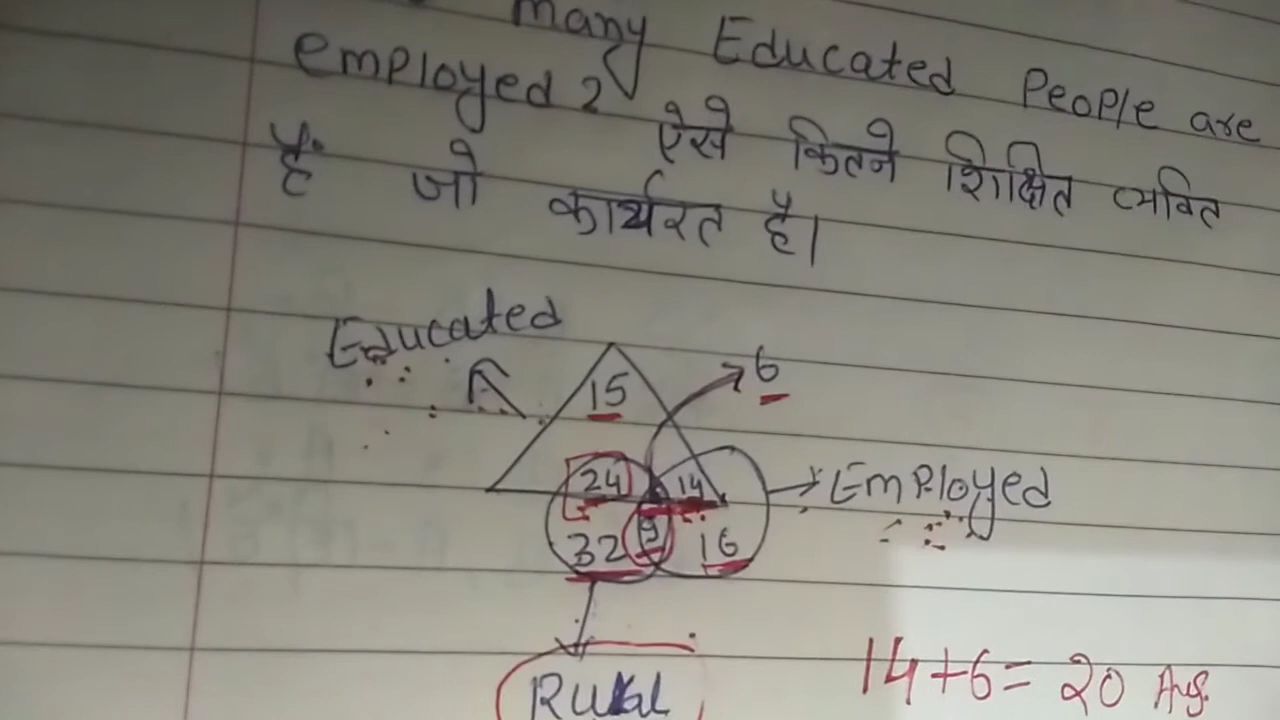 many Educated People are
employed?
ऐसे कितने शिक्षित व्यक्ति
हैं जो कार्यरत है।
Educated
15
6
24 14
Employed
32 9 16
Rural
14+6= 20 Ans.